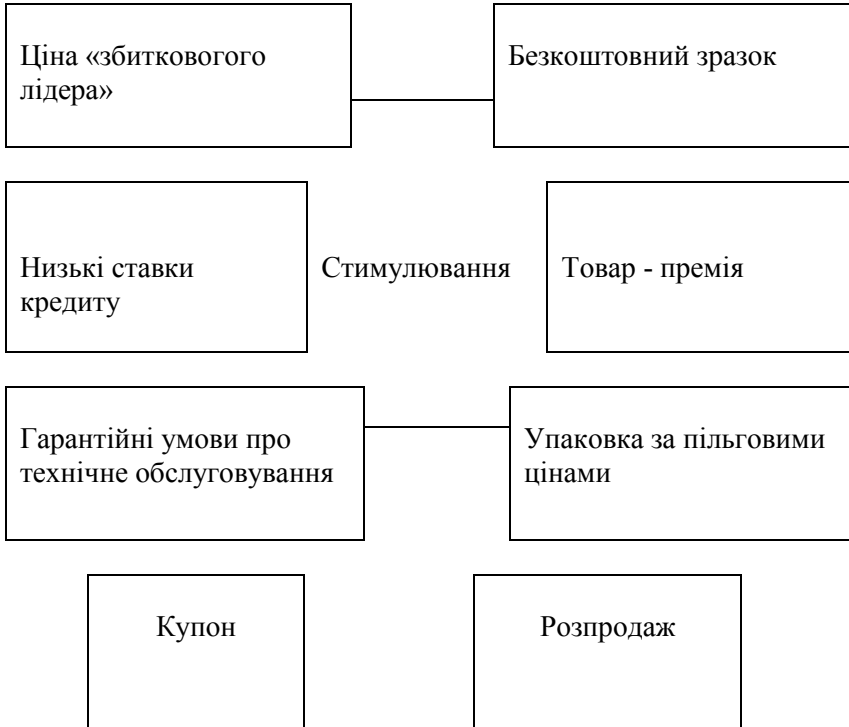 Ціна «збиткового
лідера»
Безкоштовний зразок
Низькі ставки
кредиту
Стимулювання
Товар - премія
Гарантійні умови про
технічне обслуговування
Упаковка за пільговими
цінами
Купон
Розпродаж